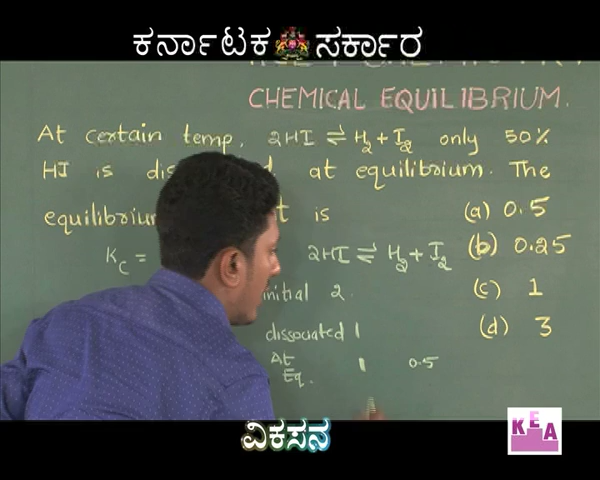 ಕರ್ನಾಟಕ ಸರ್ಕಾರ
CHEMICAL EQUILIBRIUM.
At certain temp, 2HI ⇌ H₂ + I₂ only 50%
HI is at equilibrium. The
is
(a) 0.5
Kc = 2HI ⇌ H₂ + I₂ (b) 0.25
initial 2. (c) 1
dissociated 1 (d) 3
At
Eq. 1 0.5
ವಿಕಸನ
KEA